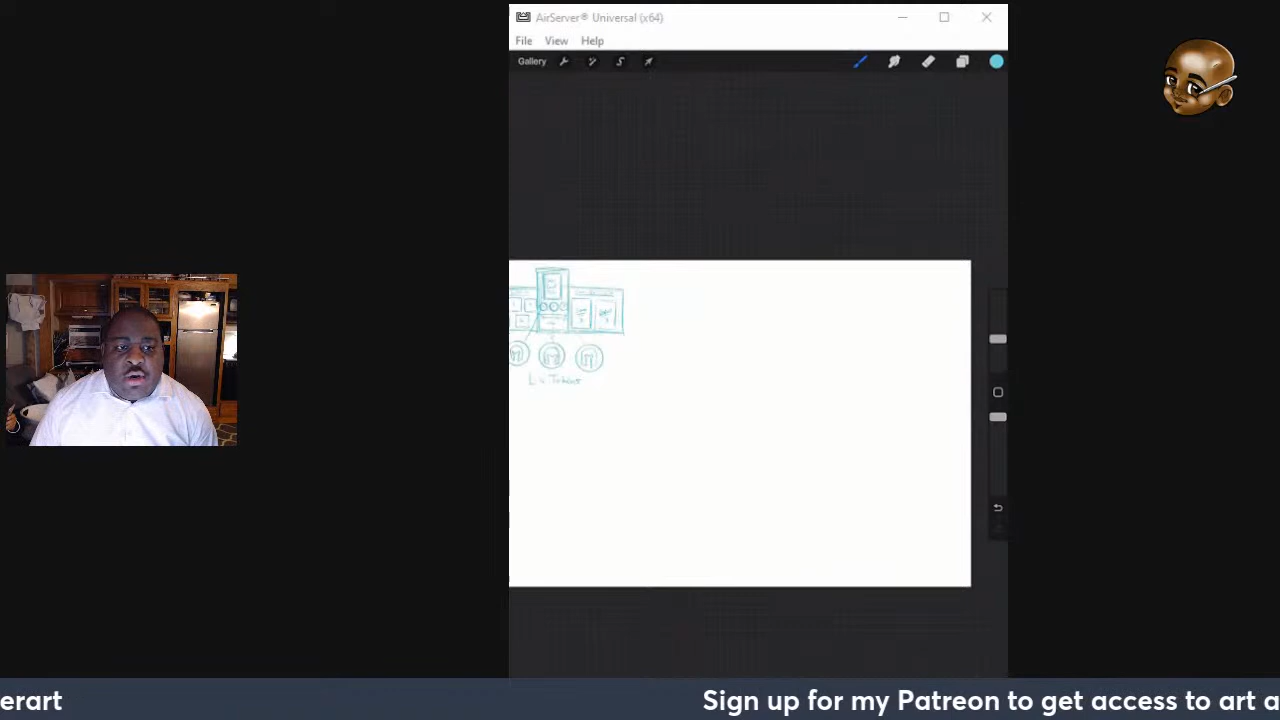 AirServer® Universal (x64)
File View Help
Gallery
erart Sign up for my Patreon to get access to art a